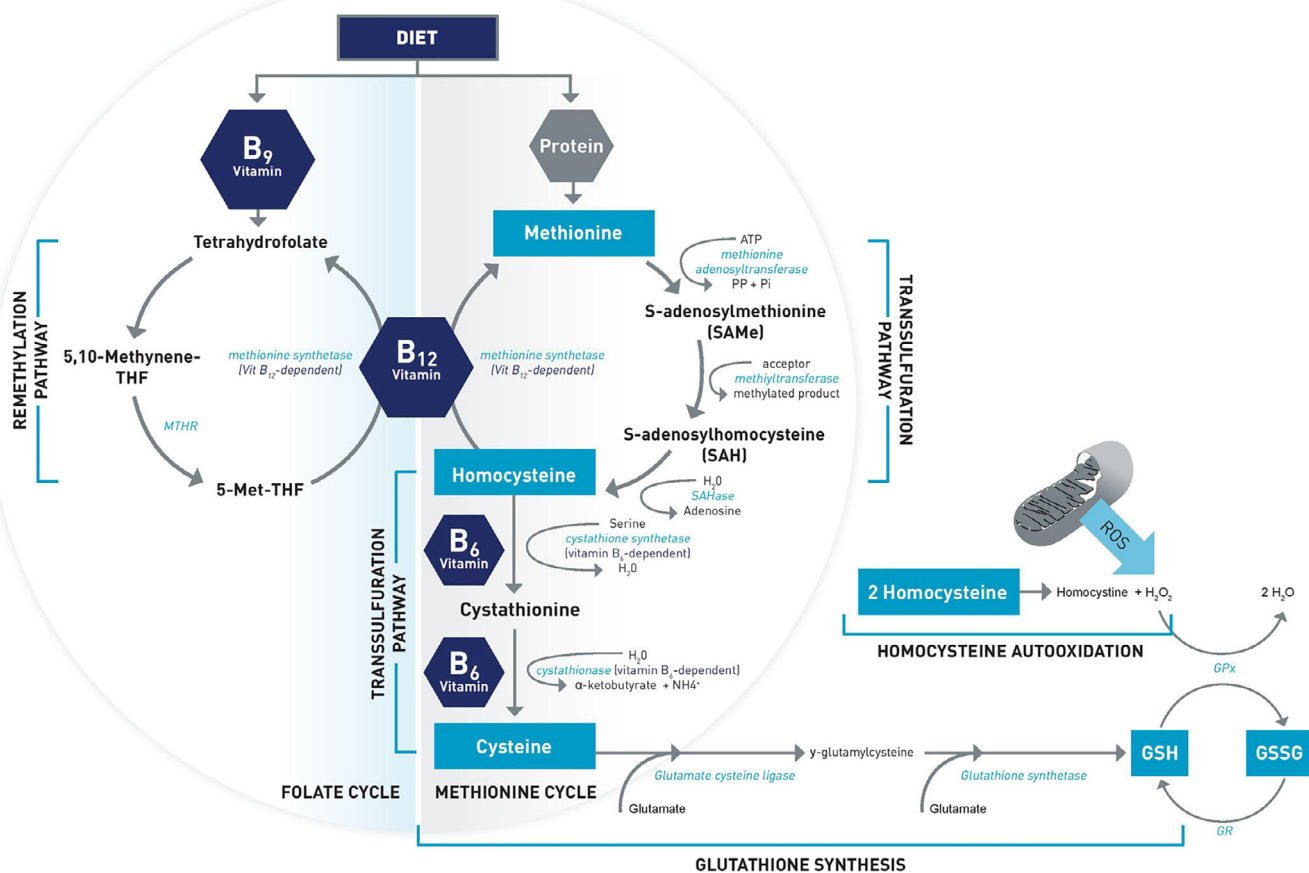 DIET
B₉
Vitamin
Protein
Tetrahydrofolate
Methionine
ATP
methionine
adenosyltransferase
PP + Pi
REMETHYLATION
PATHWAY
TRANSSULFURATION
PATHWAY
S-adenosylmethionine
(SAMe)
5,10-Methynene-
THF
methionine synthetase
(Vit B₁₂-dependent)
B₁₂
Vitamin
methionine synthetase
(Vit B₁₂-dependent)
acceptor
methiyltransferase
methylated product
MTHR
S-adenosylhomocysteine
(SAH)
5-Met-THF
Homocysteine
H₂0
SAHase
Adenosine
TRANSSULFURATION
PATHWAY
B₆
Vitamin
Serine
cystathione synthetase
(vitamin B₆-dependent)
H₂0
Cystathionine
B₆
Vitamin
H₂0
cystathionase (vitamin B₆-dependent)
α-ketobutyrate + NH4⁺
Cysteine
ROS
2 Homocysteine
Homocystine + H₂O₂
2 H₂O
HOMOCYSTEINE AUTOOXIDATION
GPx
Glutamate cysteine ligase
y-glutamylcysteine
Glutathione synthetase
GSH
GSSG
Glutamate
Glutamate
GR
FOLATE CYCLE
METHIONINE CYCLE
GLUTATHIONE SYNTHESIS